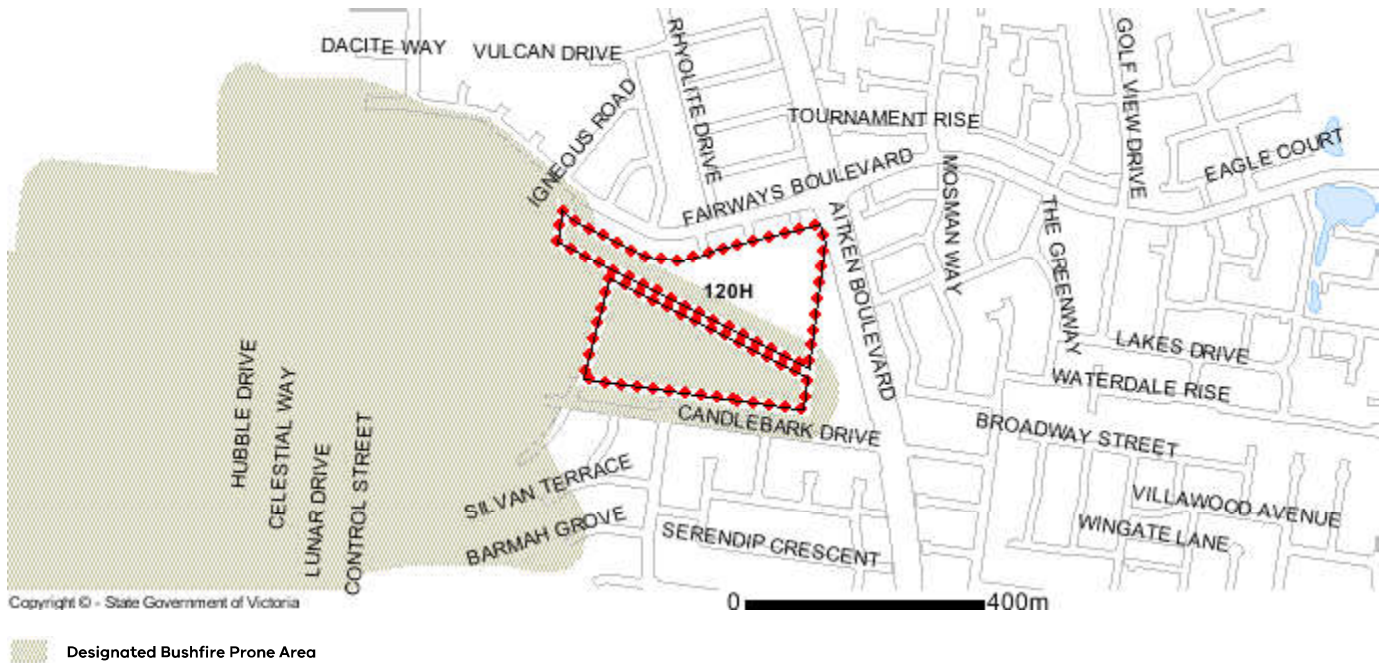 DACITE WAY
VULCAN DRIVE
RHYOLITE DRIVE
GOLF VIEW DRIVE
IGNEOUS ROAD
TOURNAMENT RISE
EAGLE COURT
FAIRWAYS BOULEVARD
MOSMAN WAY
THE GREENWAY
AITKEN BOULEVARD
120H
LAKES DRIVE
WATERDALE RISE
HUBBLE DRIVE
CELESTIAL WAY
LUNAR DRIVE
CONTROL STREET
CANDLEBARK DRIVE
BROADWAY STREET
SILVAN TERRACE
VILLAWOOD AVENUE
BARMAH GROVE
SERENDIP CRESCENT
WINGATE LANE
Copyright © - State Government of Victoria
0 400m
Designated Bushfire Prone Area